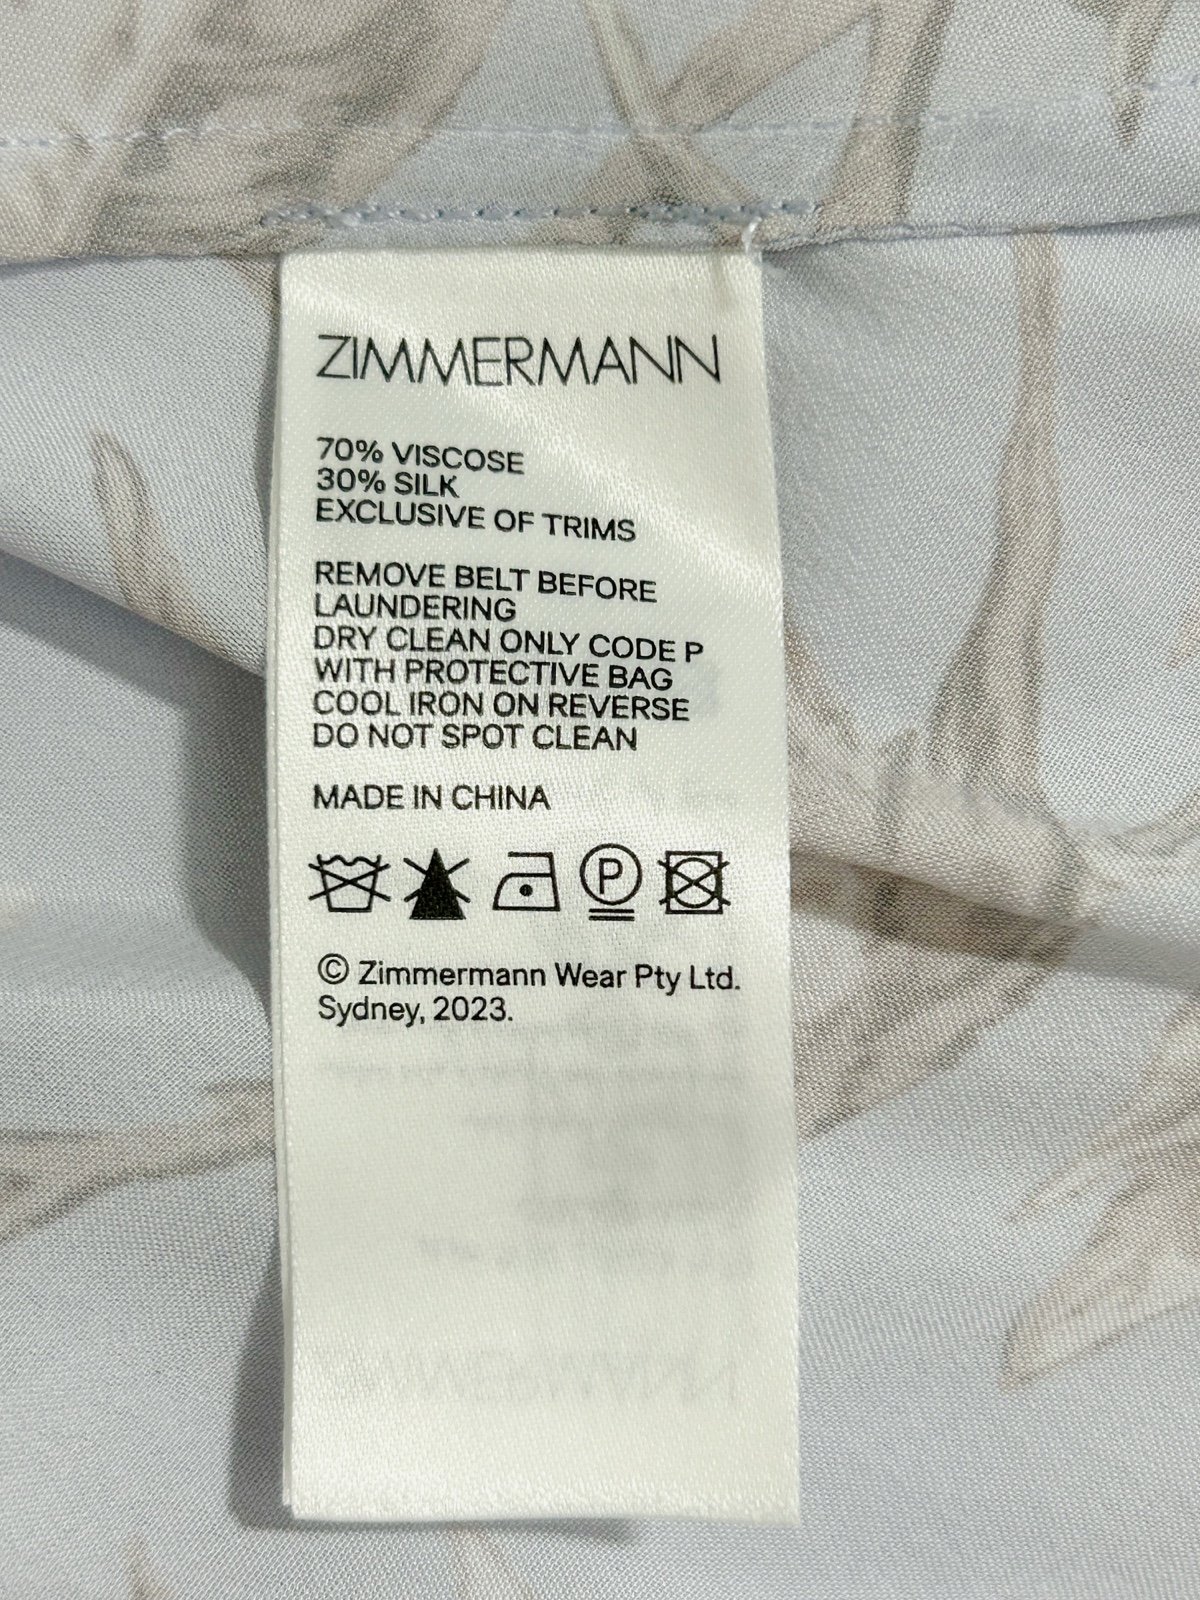 ZIMMERMANN
70% VISCOSE
30% SILK
EXCLUSIVE OF TRIMS
REMOVE BELT BEFORE
LAUNDERING
DRY CLEAN ONLY CODE P
WITH PROTECTIVE BAG
COOL IRON ON REVERSE
DO NOT SPOT CLEAN
MADE IN CHINA
P
© Zimmermann Wear Pty Ltd.
Sydney, 2023.